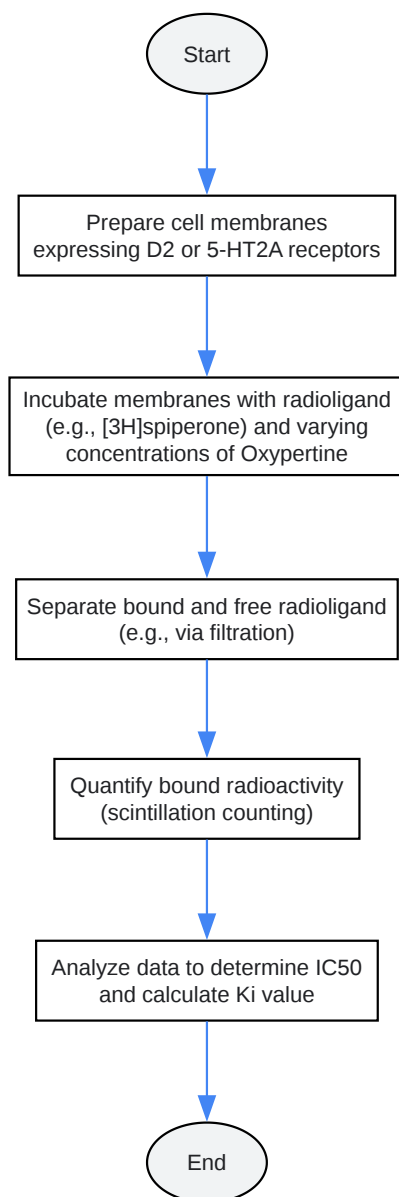 Start
Prepare cell membranes
expressing D2 or 5-HT2A receptors
Incubate membranes with radioligand
(e.g., [3H]spiperone) and varying
concentrations of Oxypertine
Separate bound and free radioligand
(e.g., via filtration)
Quantify bound radioactivity
(scintillation counting)
Analyze data to determine IC50
and calculate Ki value
End